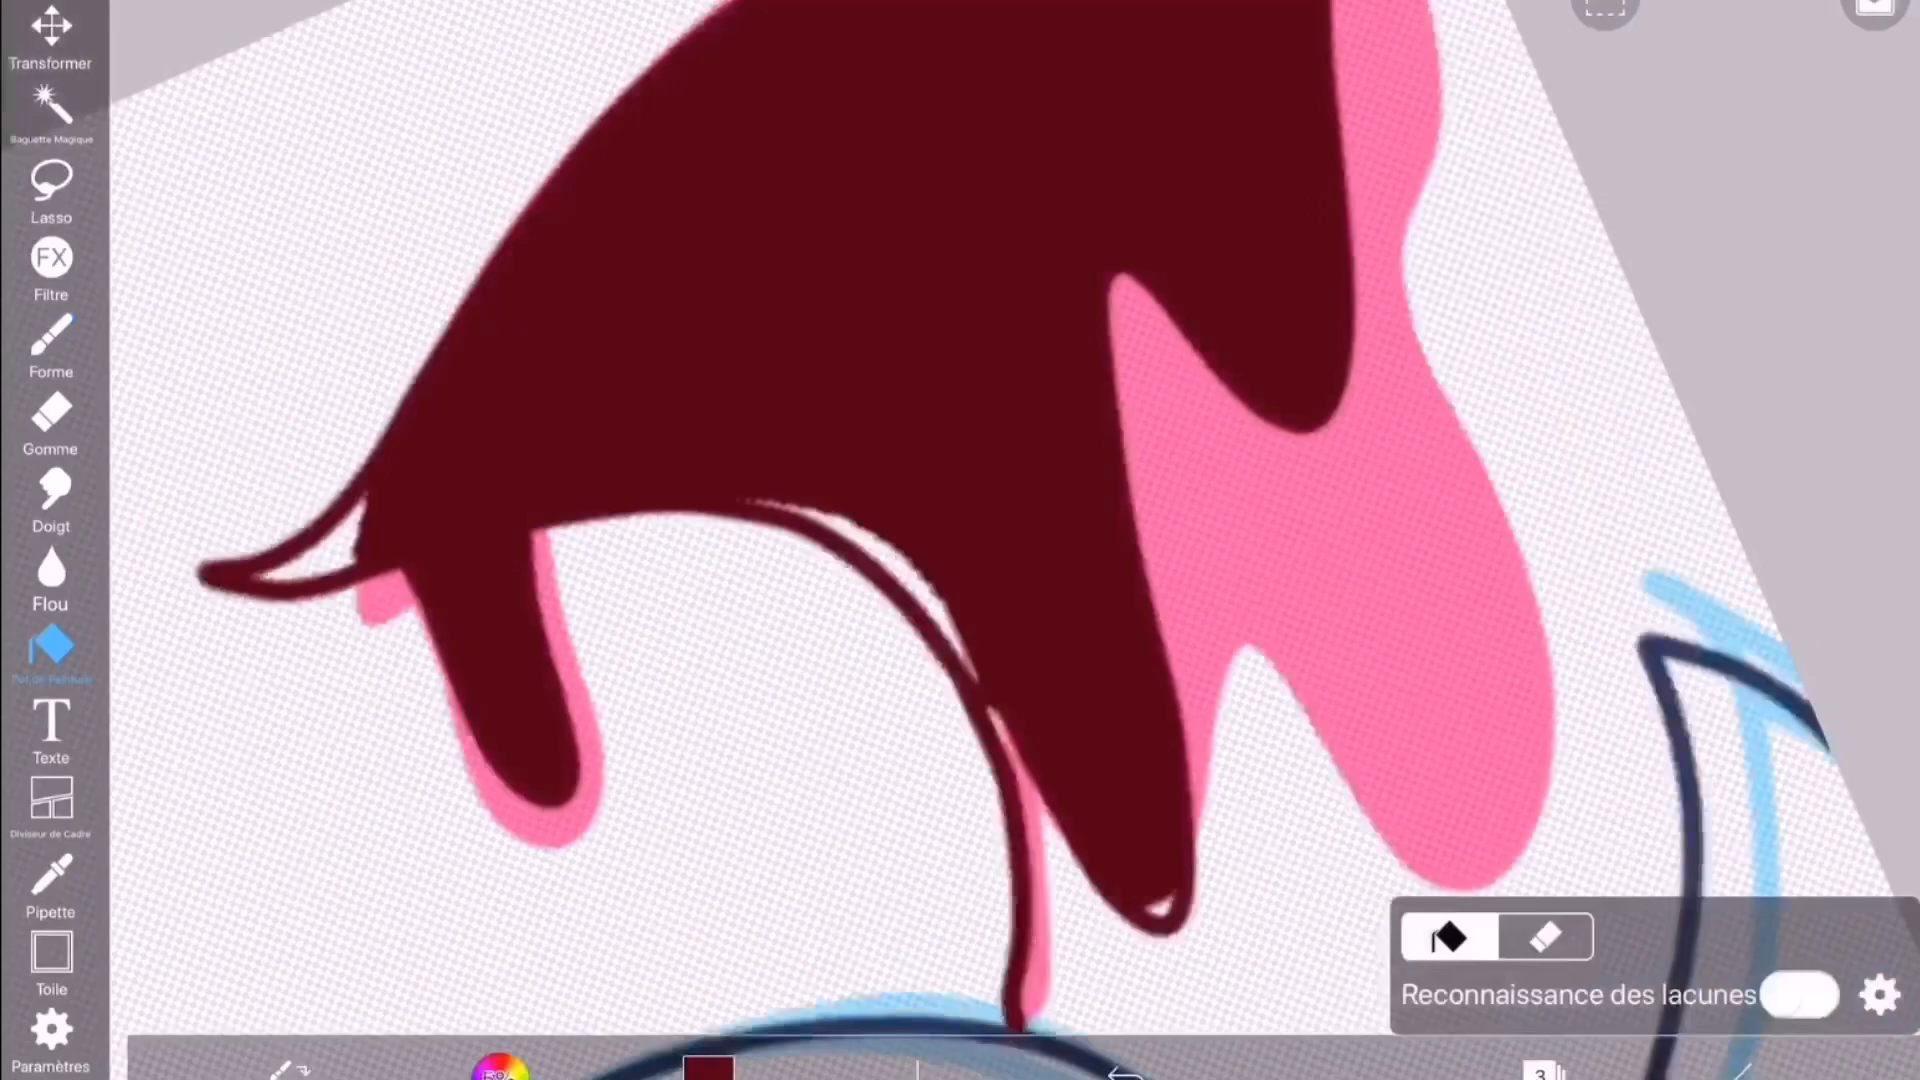 Transformer
Baguette Magique
Lasso
FX
Filtre
Forme
Gomme
Doigt
Flou
Pot de Peinture
T
Texte
Diviseur de Cadre
Pipette
Toile
Paramètres
Reconnaissance des lacunes
5%
3